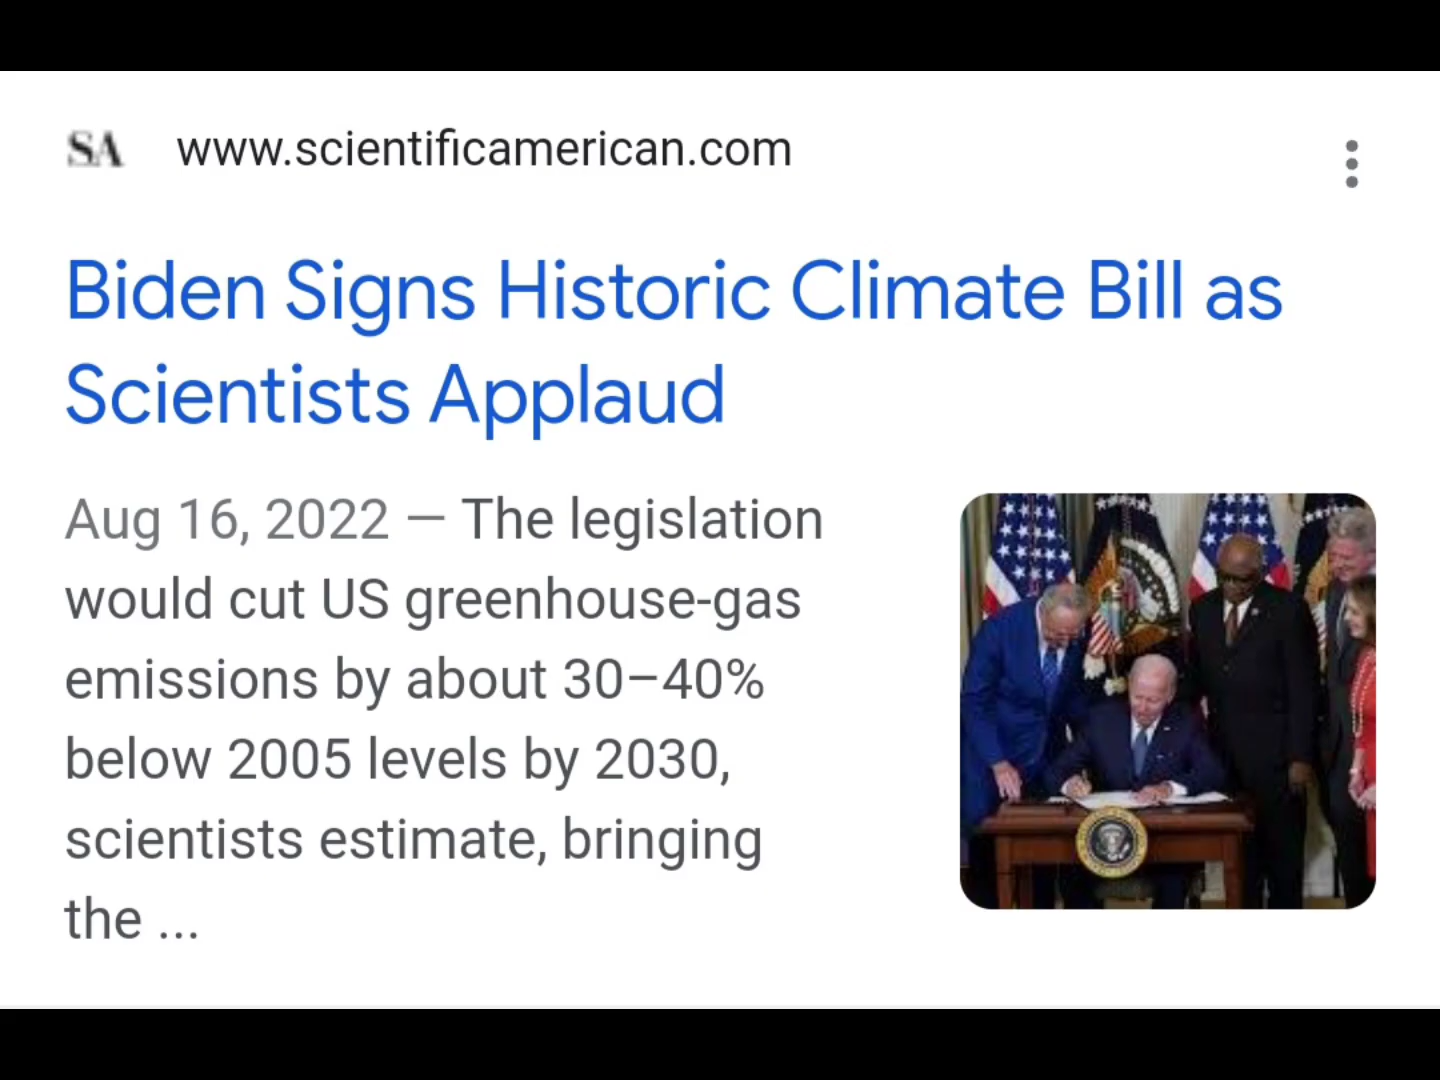 SA www.scientificamerican.com
Biden Signs Historic Climate Bill as
Scientists Applaud
Aug 16, 2022 — The legislation
would cut US greenhouse-gas
emissions by about 30–40%
below 2005 levels by 2030,
scientists estimate, bringing
the ...